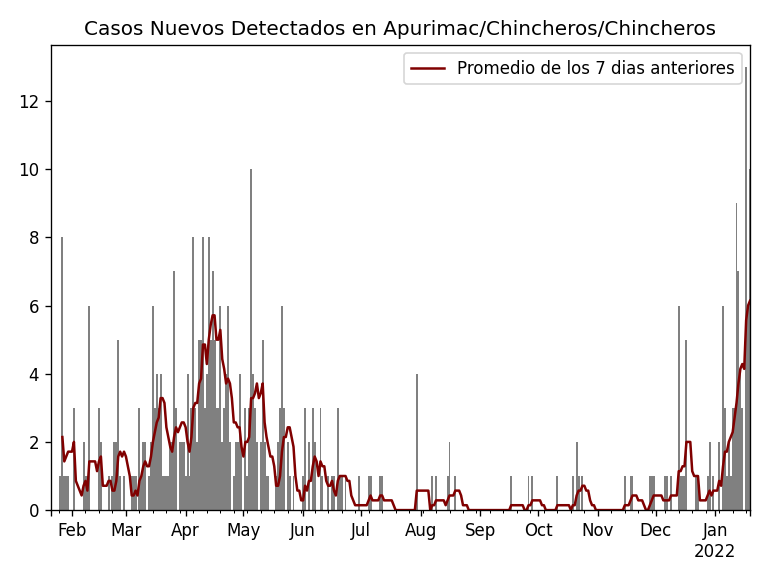 Casos Nuevos Detectados en Apurimac/Chincheros/Chincheros
Promedio de los 7 dias anteriores
12
10
8
6
4
2
0
Feb Mar Apr May Jun Jul Aug Sep Oct Nov Dec Jan
2022